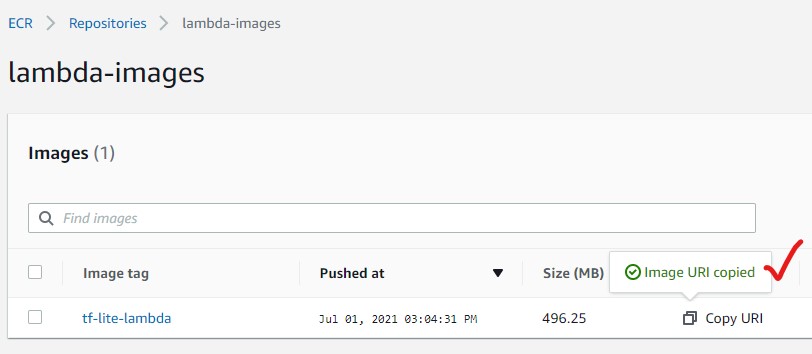 ECR > Repositories > lambda-images
lambda-images
Images (1)
Find images
Image tag Pushed at Size (MB) Image URI copied
tf-lite-lambda Jul 01, 2021 03:04:31 PM 496.25 Copy URI